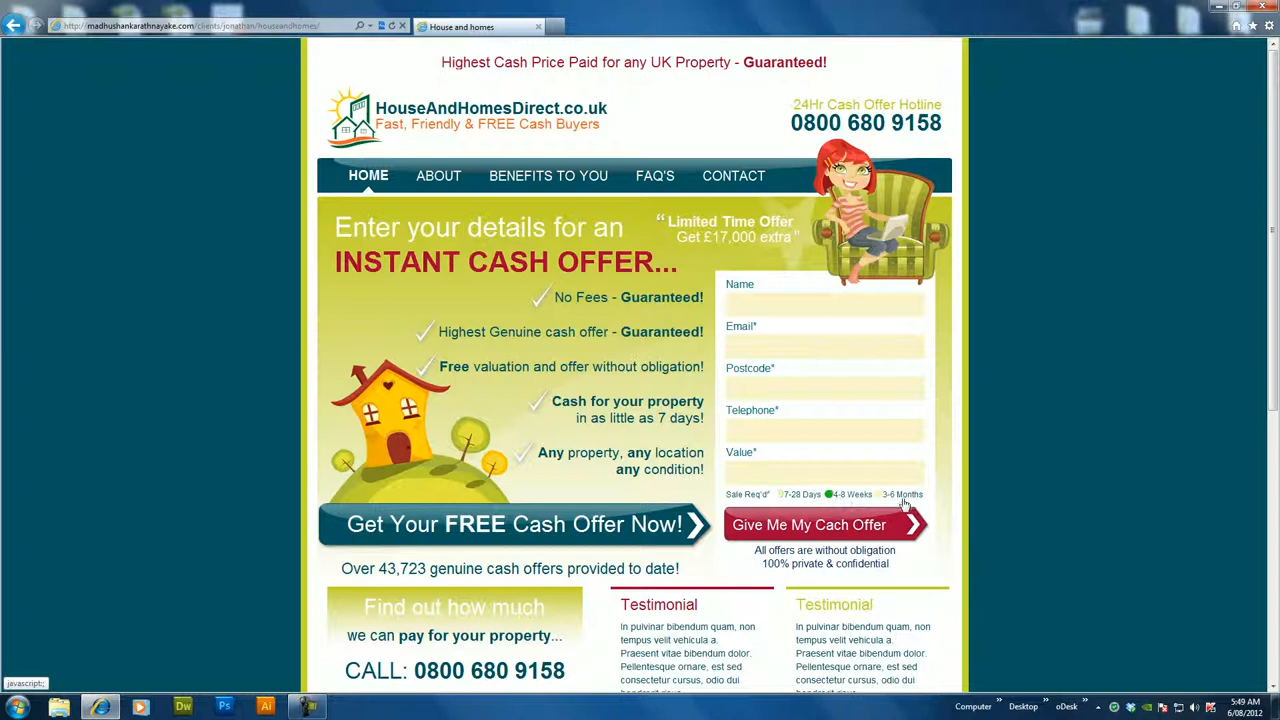 http://madhushankarathnayake.com/clients/jonathan/houseandhomes/
House and homes
Highest Cash Price Paid for any UK Property - Guaranteed!
HouseAndHomesDirect.co.uk
Fast, Friendly & FREE Cash Buyers
24Hr Cash Offer Hotline
0800 680 9158
HOME ABOUT BENEFITS TO YOU FAQ'S CONTACT
Enter your details for an
INSTANT CASH OFFER...
“ Limited Time Offer
Get £17,000 extra ”
No Fees - Guaranteed!
Highest Genuine cash offer - Guaranteed!
Free valuation and offer without obligation!
Cash for your property
in as little as 7 days!
Any property, any location
any condition!
Get Your FREE Cash Offer Now!
Over 43,723 genuine cash offers provided to date!
Name
Email*
Postcode*
Telephone*
Value*
Sale Req'd* 7-28 Days 4-8 Weeks 3-6 Months
Give Me My Cach Offer
All offers are without obligation
100% private & confidential
Find out how much
we can pay for your property...
CALL: 0800 680 9158
Testimonial
In pulvinar bibendum quam, non
tempus velit vehicula a.
Praesent vitae bibendum dolor.
Pellentesque ornare, est sed
consectetur cursus, odio dui
Testimonial
In pulvinar bibendum quam, non
tempus velit vehicula a.
Praesent vitae bibendum dolor.
Pellentesque ornare, est sed
consectetur cursus, odio dui
javascript:;
Dw Ps Ai
Computer Desktop oDesk
5:49 AM
6/08/2012